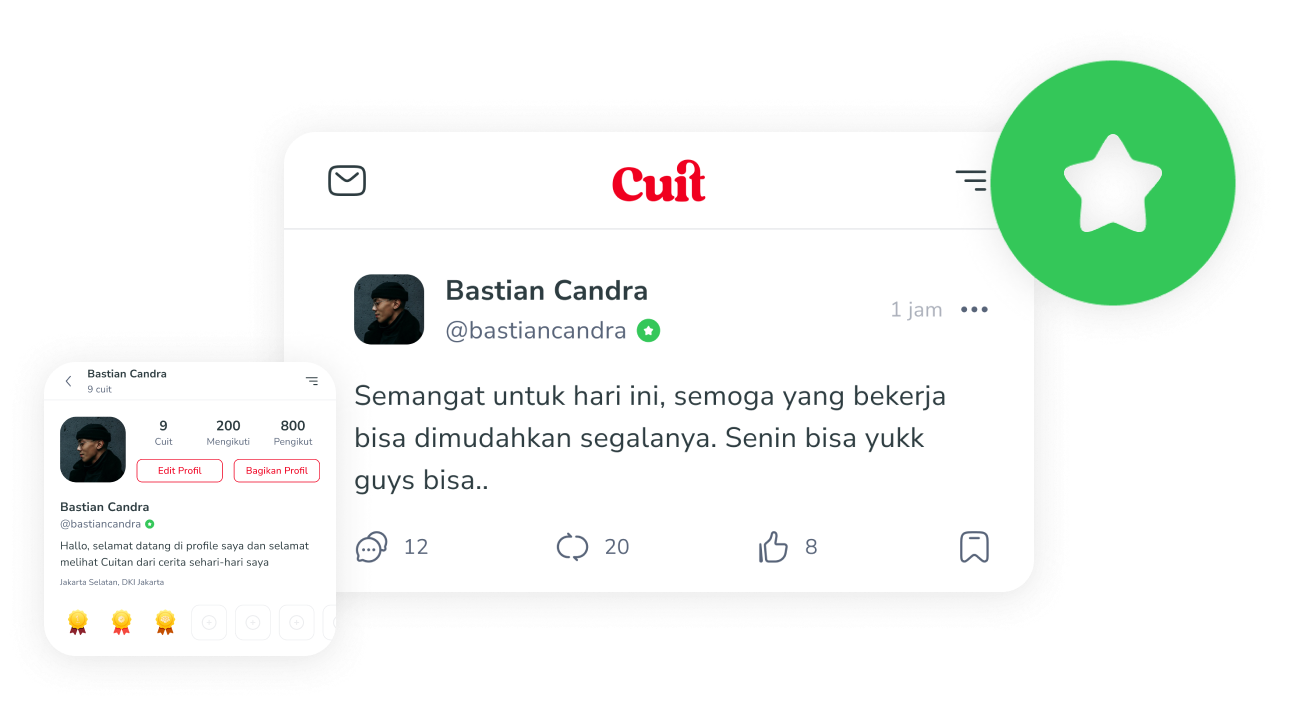 Cuit
Bastian Candra
@bastiancandra
1 jam
Semangat untuk hari ini, semoga yang bekerja
bisa dimudahkan segalanya. Senin bisa yukk
guys bisa..
12
20
8
Bastian Candra
9 cuit
9
200
800
Cuit
Mengikuti
Pengikut
Edit Profil
Bagikan Profil
Bastian Candra
@bastiancandra
Hallo, selamat datang di profile saya dan selamat
melihat Cuitan dari cerita sehari-hari saya
Jakarta Selatan, DKI Jakarta